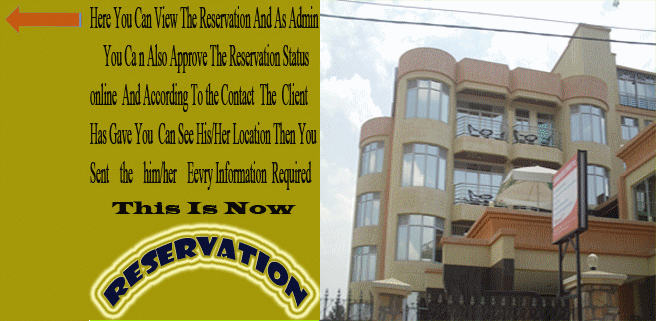 Here You Can View The Reservation And As Admin
You Ca n Also Approve The Reservation Status
online And According To the Contact The Client
Has Gave You Can See His/Her Location Then You
Sent the him/her Eevry Information Required
This Is Now
RESERVATION